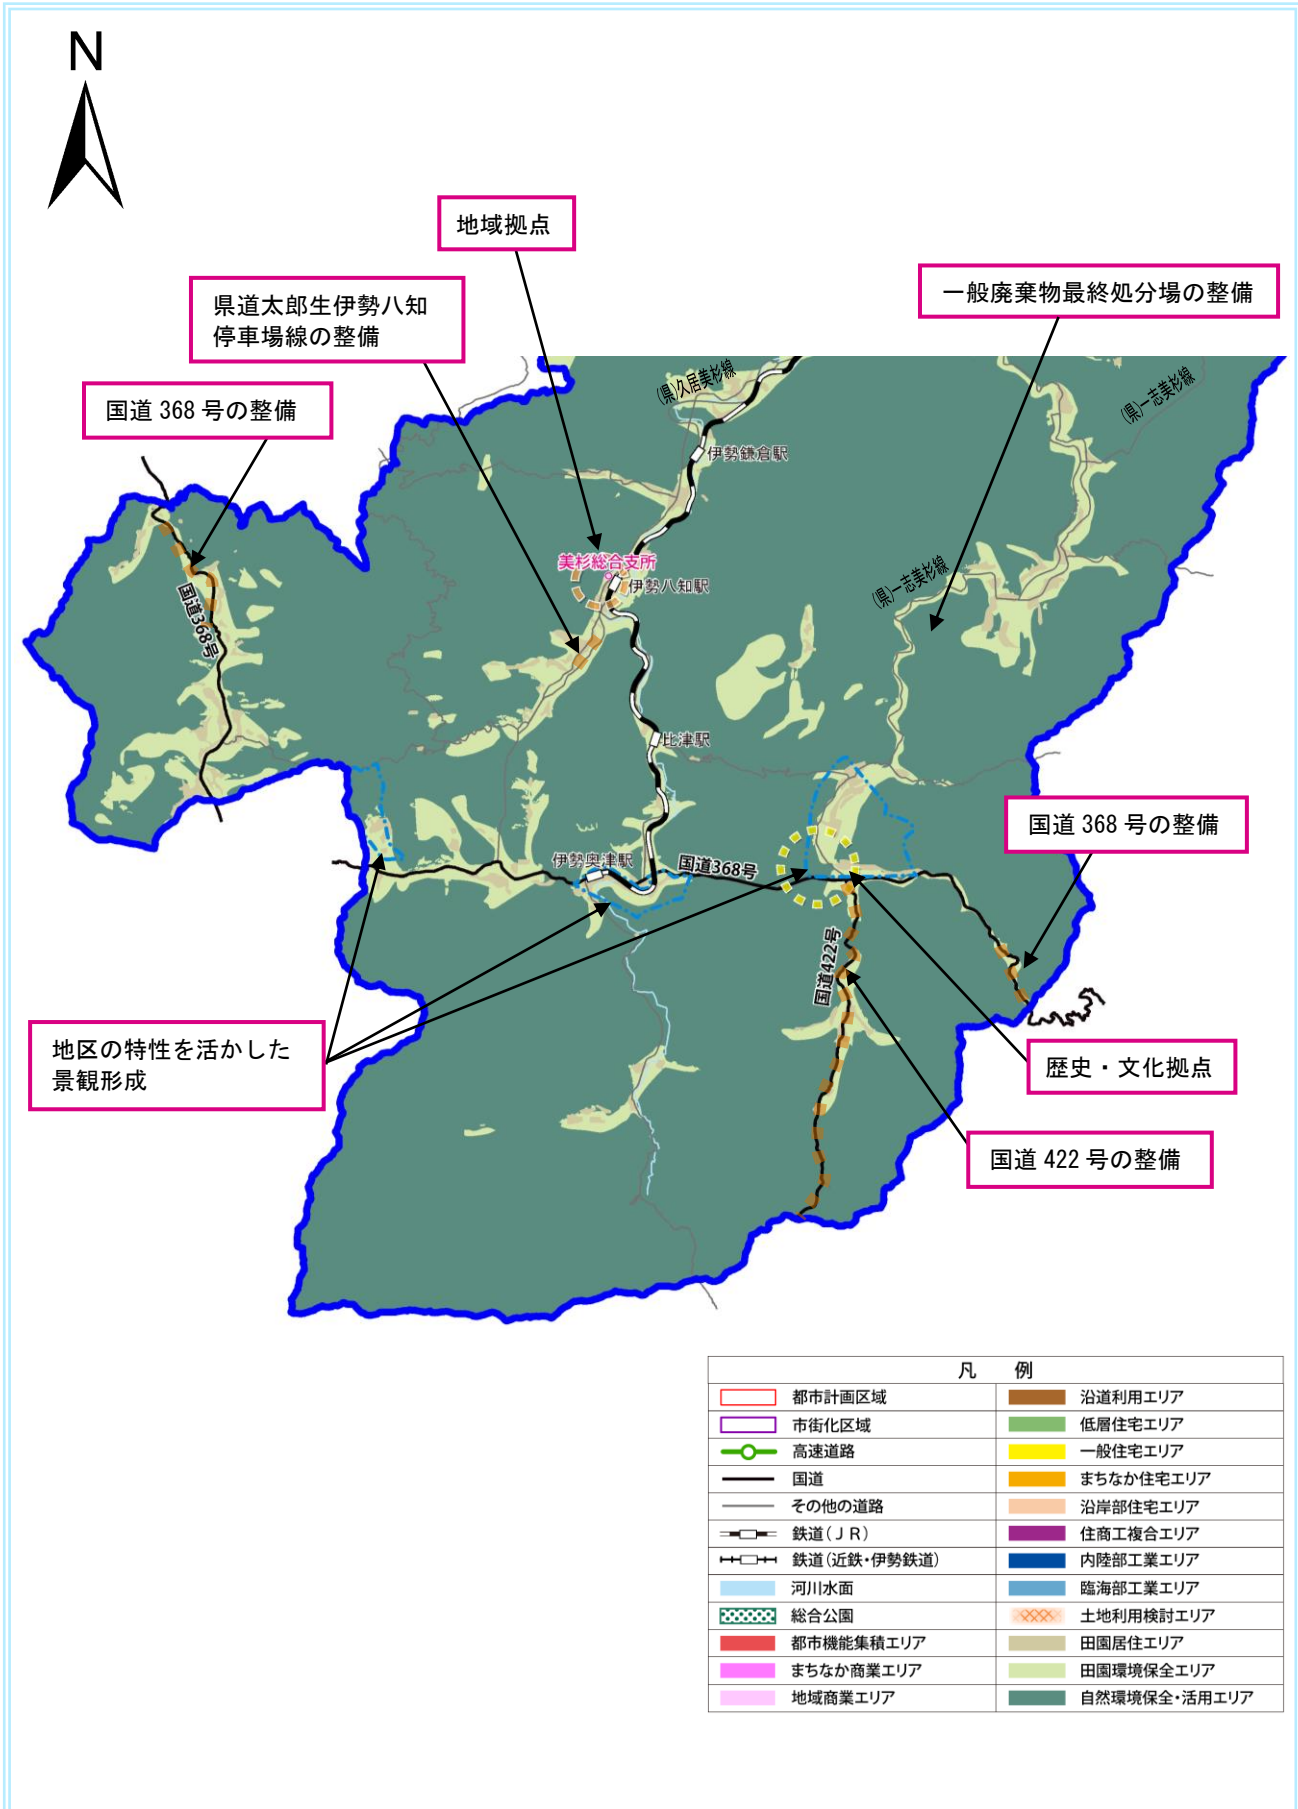 N
地域拠点
一般廃棄物最終処分場の整備
県道太郎生伊勢八知
停車場線の整備
国道 368 号の整備
(県)久居美杉線
(県)一志美杉線
伊勢鎌倉駅
美杉総合支所
伊勢八知駅
(県)一志美杉線
国道368号
比津駅
国道 368 号の整備
伊勢奥津駅
国道368号
国道422号
地区の特性を活かした
景観形成
歴史・文化拠点
国道 422 号の整備
凡 例
都市計画区域
沿道利用エリア
市街化区域
低層住宅エリア
高速道路
一般住宅エリア
国道
まちなか住宅エリア
その他の道路
沿岸部住宅エリア
鉄道(ＪＲ)
住商工複合エリア
鉄道(近鉄・伊勢鉄道)
内陸部工業エリア
河川水面
臨海部工業エリア
総合公園
土地利用検討エリア
都市機能集積エリア
田園居住エリア
まちなか商業エリア
田園環境保全エリア
地域商業エリア
自然環境保全・活用エリア